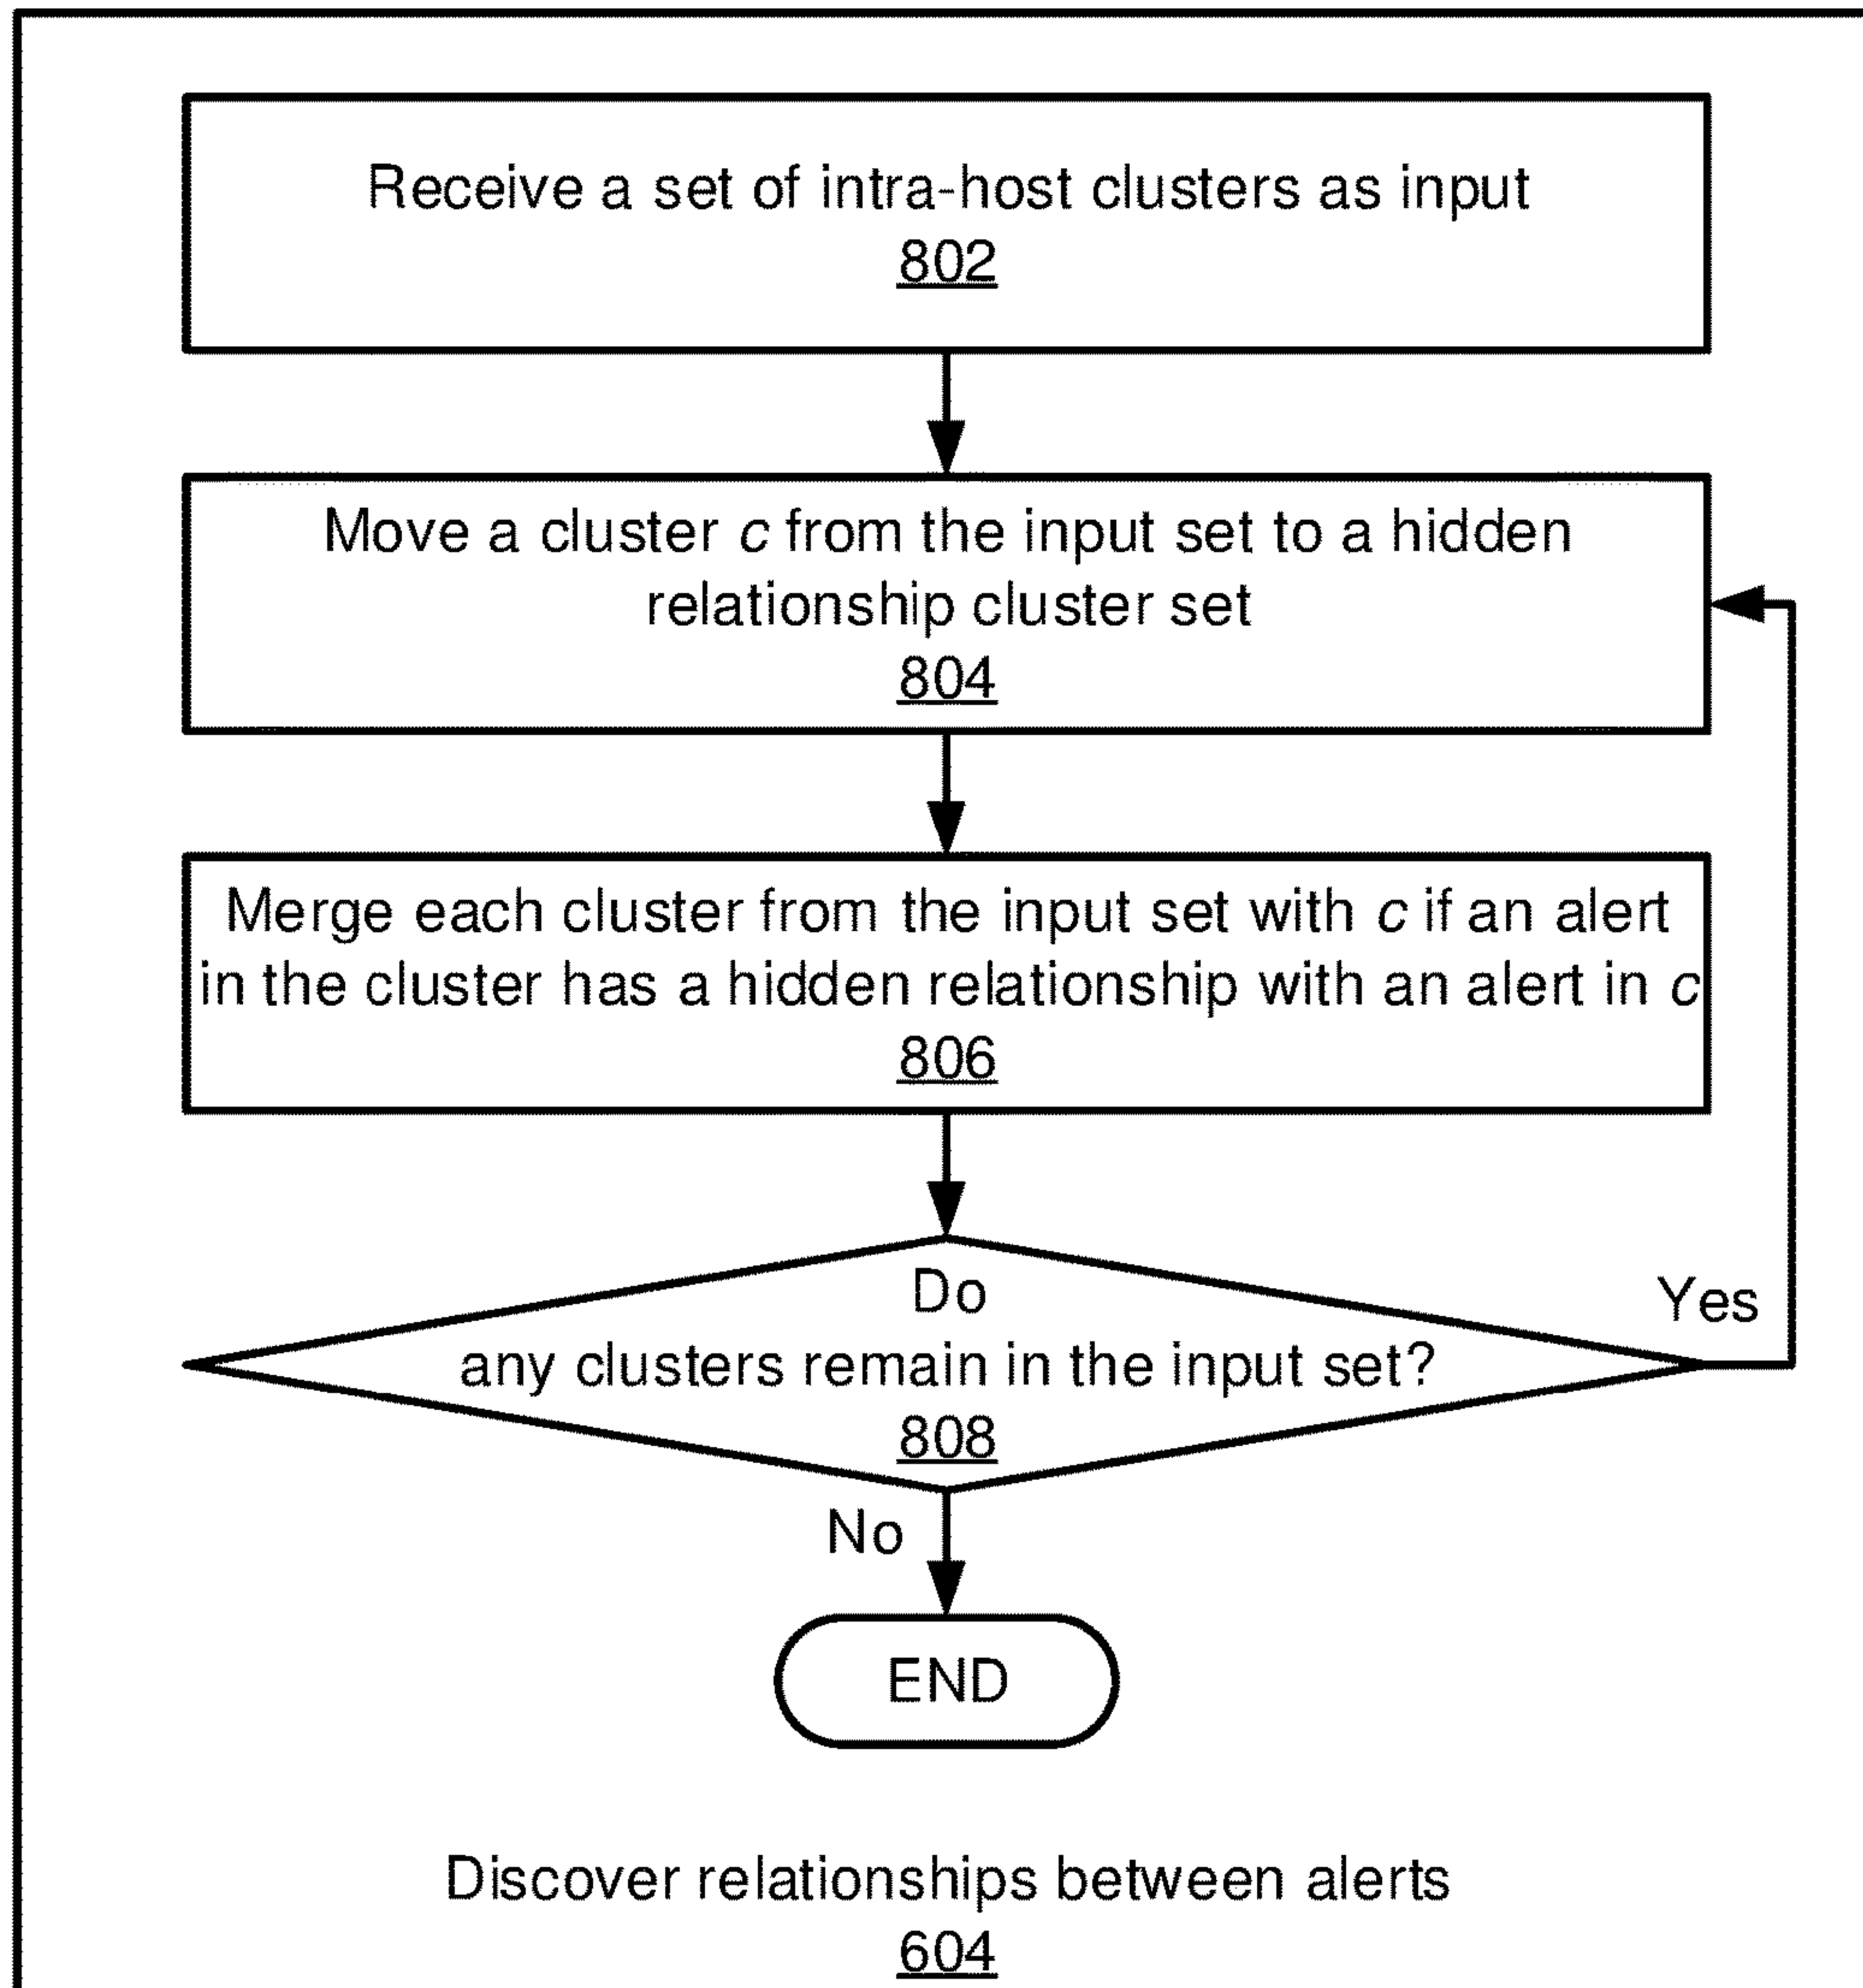 Receive a set of intra-host clusters as input
802
Move a cluster c from the input set to a hidden
relationship cluster set
804
Merge each cluster from the input set with c if an alert
in the cluster has a hidden relationship with an alert in c
806
Do
any clusters remain in the input set?
808
Yes
No
END
Discover relationships between alerts
604